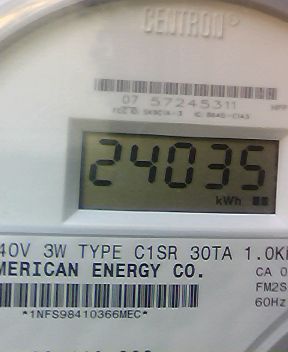 CENTRON®
07 57245311
24035
kWh
40V 3W TYPE C1SR 30TA 1.0K
MERICAN ENERGY CO.
CA 0
FM2S
60Hz
*1NFS98410366MEC*